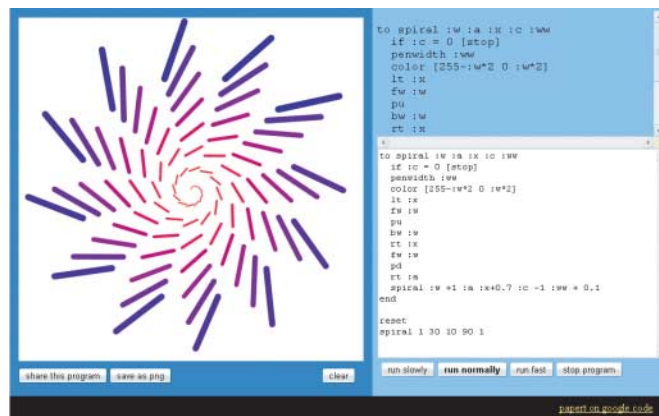 to spiral :w :a :x :c :ww
if :c = 0 [stop]
penwidth :ww
color [255-:w*2 0 :w*2]
lt :x
fw :w
pu
bw :w
rt :x
to spiral :w :a :x :c :ww
if :c = 0 [stop]
penwidth :ww
color [255-:w*2 0 :w*2]
lt :x
fw :w
pu
bw :w
rt :x
fw :w
pd
rt :a
spiral :w +1 :a :x+0.7 :c -1 :ww + 0.1
end
reset
spiral 1 30 10 90 1
share this program save as png clear
run slowly run normally run fast stop program
papert on google code